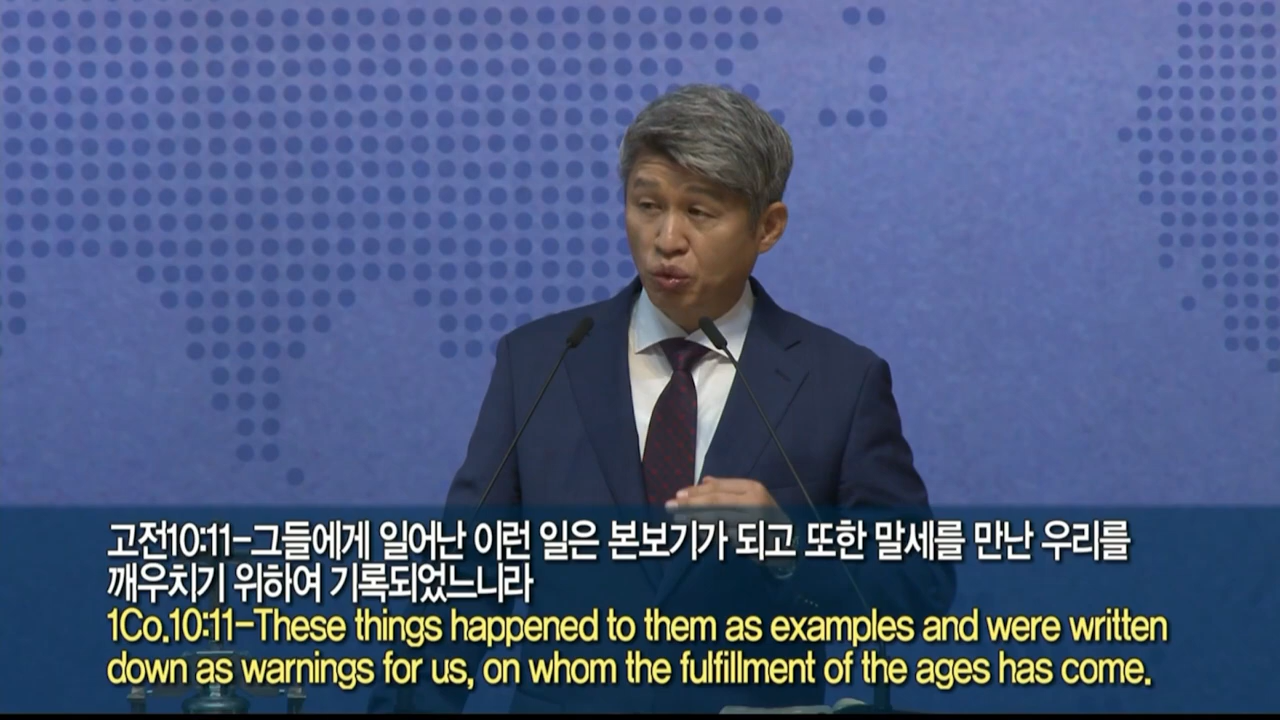 고전10:11-그들에게 일어난 이런 일은 본보기가 되고 또한 말세를 만난 우리를
깨우치기 위하여 기록되었느니라
1Co.10:11-These things happened to them as examples and were written
down as warnings for us, on whom the fulfillment of the ages has come.